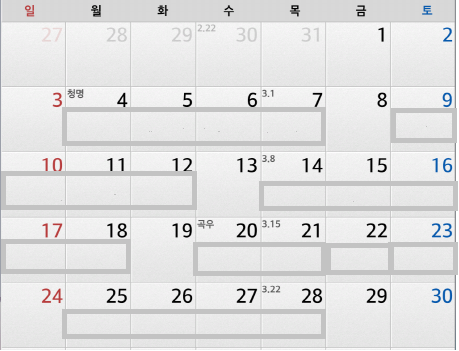 일 월 화 수 목 금 토
27 28 29 2.22 30 31 1 2
3 청명 4 5 6 3.1 7 8 9
10 11 12 13 3.8 14 15 16
17 18 19 곡우 20 3.15 21 22 23
24 25 26 27 3.22 28 29 30